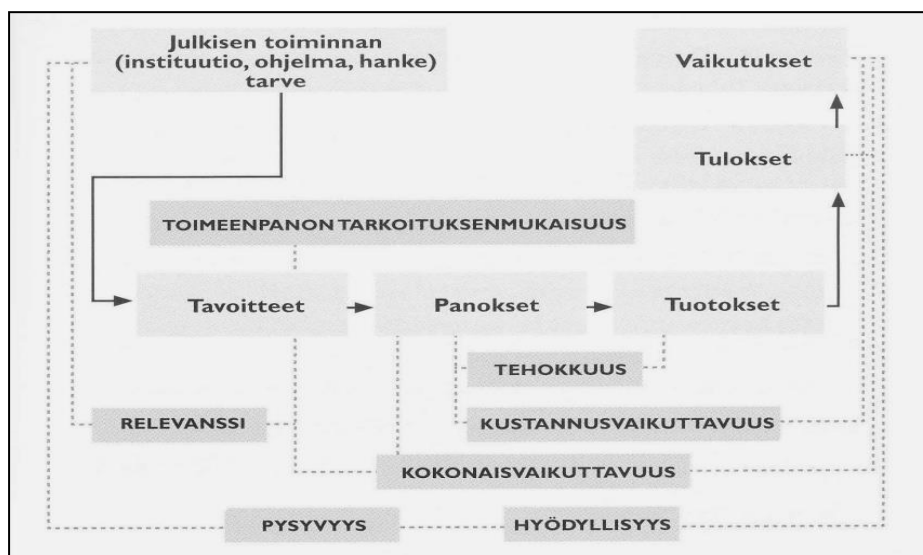 Julkisen toiminnan
(instituutio, ohjelma, hanke)
tarve
Vaikutukset
Tulokset
TOIMEENPANON TARKOITUKSENMUKAISUUS
Tavoitteet
Panokset
Tuotokset
TEHOKKUUS
RELEVANSSI
KUSTANNUSVAIKUTTAVUUS
KOKONAISVAIKUTTAVUUS
PYSYVYYS
HYÖDYLLISYYS